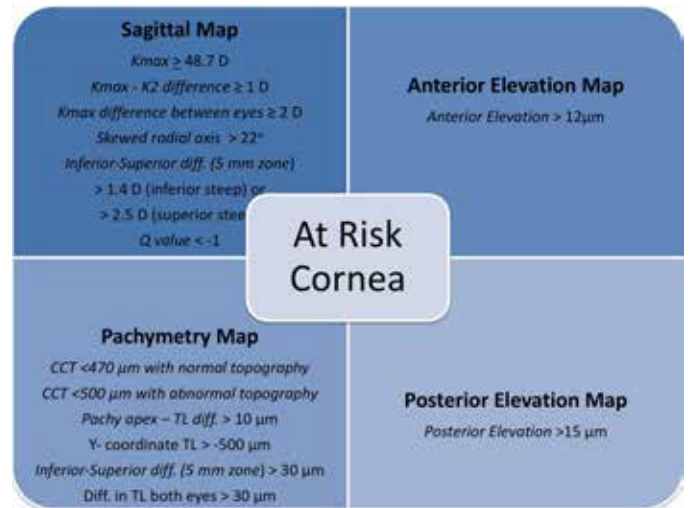 Sagittal Map
Kmax ≥ 48.7 D
Kmax - K2 difference ≥ 1 D
Kmax difference between eyes ≥ 2 D
Skewed radial axis > 22°
Inferior-Superior diff. (5 mm zone)
> 1.4 D (inferior steep) or
> 2.5 D (superior stee
Q value < -1
Anterior Elevation Map
Anterior Elevation > 12µm
At Risk
Cornea
Pachymetry Map
CCT <470 µm with normal topography
CCT <500 µm with abnormal topography
Pachy apex – TL diff. > 10 µm
Y- coordinate TL > -500 µm
Inferior-Superior diff. (5 mm zone) > 30 µm
Diff. in TL both eyes > 30 µm
Posterior Elevation Map
Posterior Elevation >15 µm